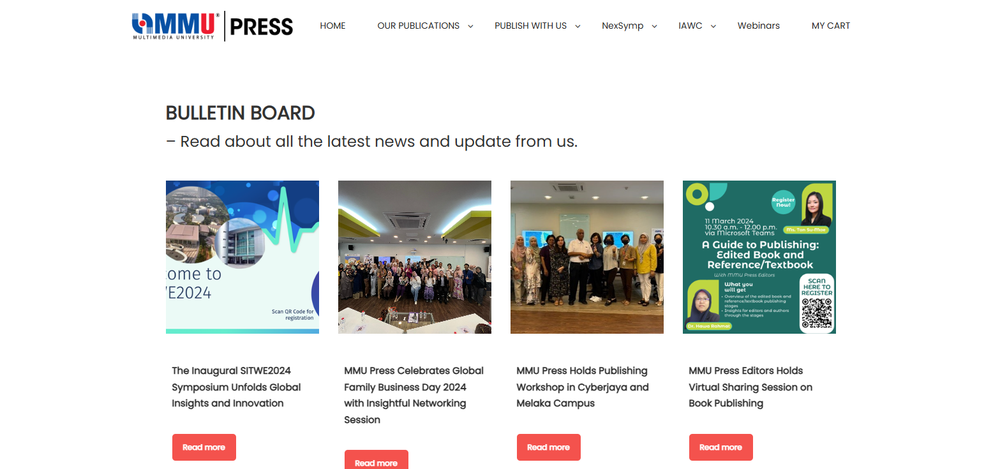 MMU®
MULTIMEDIA UNIVERSITY
PRESS
HOME
OUR PUBLICATIONS
PUBLISH WITH US
NexSymp
IAWC
Webinars
MY CART
BULLETIN BOARD
– Read about all the latest news and update from us.
come to
WE2024
Scan QR Code for
registration
Register
Now!
Ms. Tan Su-Mae
11 March 2024
10.30 a.m. - 12.00 p.m.
via Microsoft Teams
A Guide to Publishing:
Edited Book and
Reference/Textbook
With MMU Press Editors
What you
will get
• Overview of the edited book and
reference/textbook publishing
stages
• Insights for editors and authors
through the stages
SCAN
HERE TO
REGISTER
Dr. Hawa Rahmat
The Inaugural SITWE2024
Symposium Unfolds Global
Insights and Innovation
Read more
MMU Press Celebrates Global
Family Business Day 2024
with Insightful Networking
Session
Read more
MMU Press Holds Publishing
Workshop in Cyberjaya and
Melaka Campus
Read more
MMU Press Editors Holds
Virtual Sharing Session on
Book Publishing
Read more